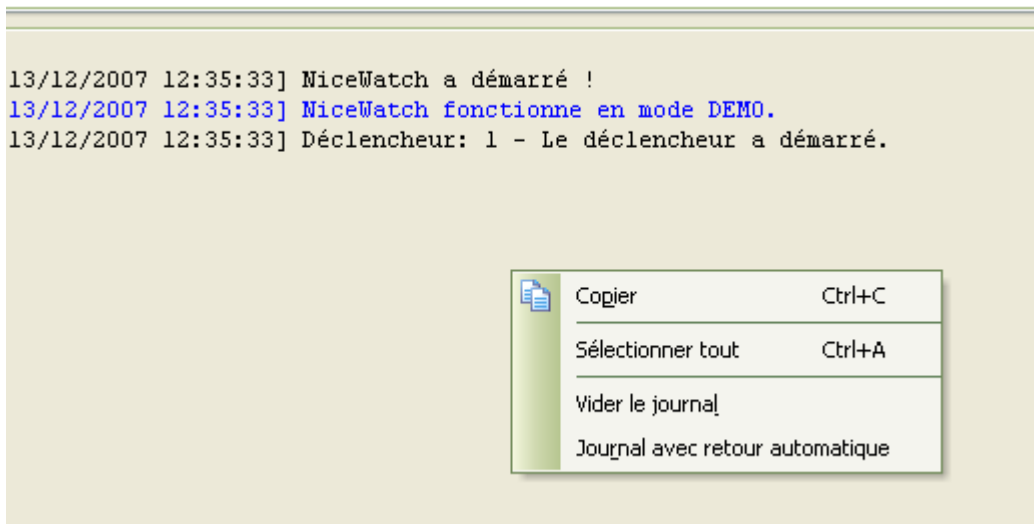 13/12/2007 12:35:33] NiceWatch a démarré !
13/12/2007 12:35:33] NiceWatch fonctionne en mode DEMO.
13/12/2007 12:35:33] Déclencheur: 1 - Le déclencheur a démarré.
Copier Ctrl+C
Sélectionner tout Ctrl+A
Vider le journal
Journal avec retour automatique